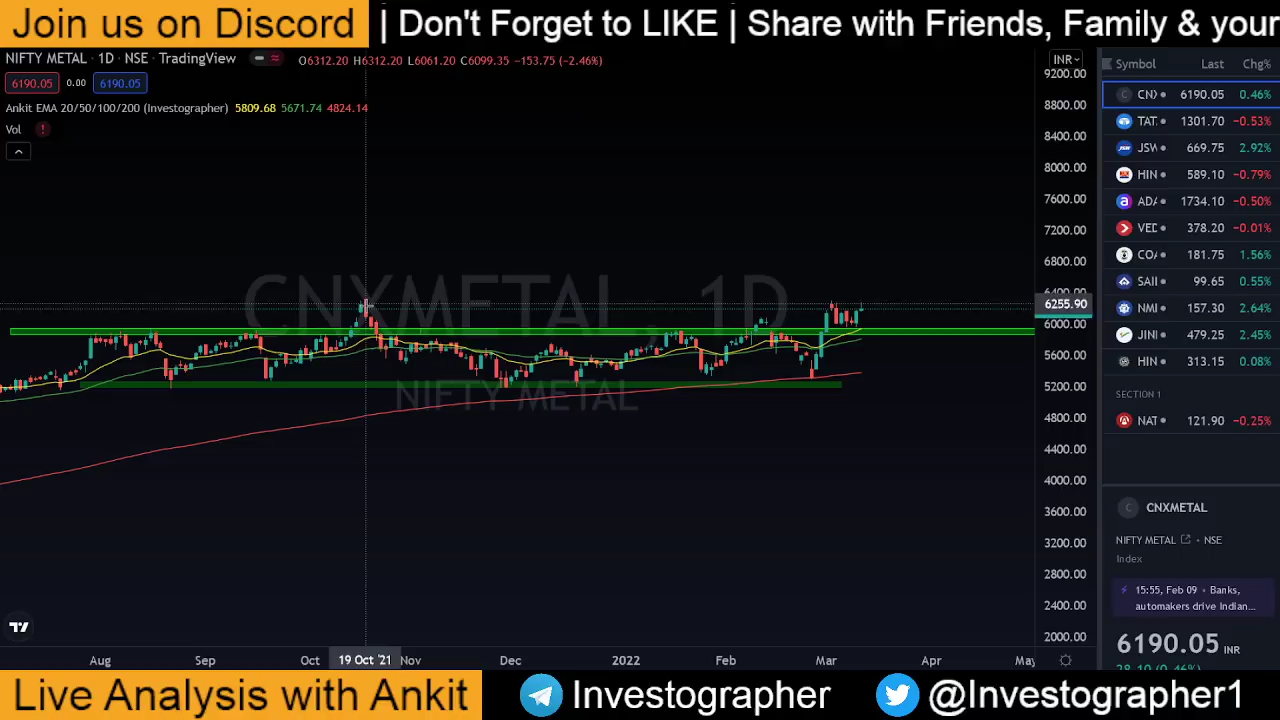 Join us on Discord | Don't Forget to LIKE | Share with Friends, Family & your
NIFTY METAL · 1D · NSE · TradingView O6312.20 H6312.20 L6061.20 C6099.35 −153.75 (−2.46%)
6190.05 0.00 6190.05
Ankit EMA 20/50/100/200 (Investographer) 5809.68 5671.74 4824.14
Vol
CNXMETAL, 1D
NIFTY METAL
INR
9200.00
8800.00
8400.00
8000.00
7600.00
7200.00
6800.00
6400.00
6255.90
6000.00
5600.00
5200.00
4800.00
4400.00
4000.00
3600.00
3200.00
2800.00
2400.00
2000.00
Aug Sep Oct 19 Oct '21 Nov Dec 2022 Feb Mar Apr May
Symbol Last Chg%
CNX 6190.05 0.46%
TAT 1301.70 −0.53%
JSW 669.75 2.92%
HIN 589.10 −0.79%
ADA 1734.10 −0.50%
VED 378.20 −0.01%
COA 181.75 1.56%
SAIL 99.65 0.55%
NMI 157.30 2.64%
JIN 479.25 2.45%
HIN 313.15 0.08%
SECTION 1
NAT 121.90 −0.25%
C CNXMETAL
NIFTY METAL · NSE
Index
15:55, Feb 09 · Banks,
automakers drive Indian...
6190.05 INR
28.10 (0.46%)
Live Analysis with Ankit Investographer @Investographer1